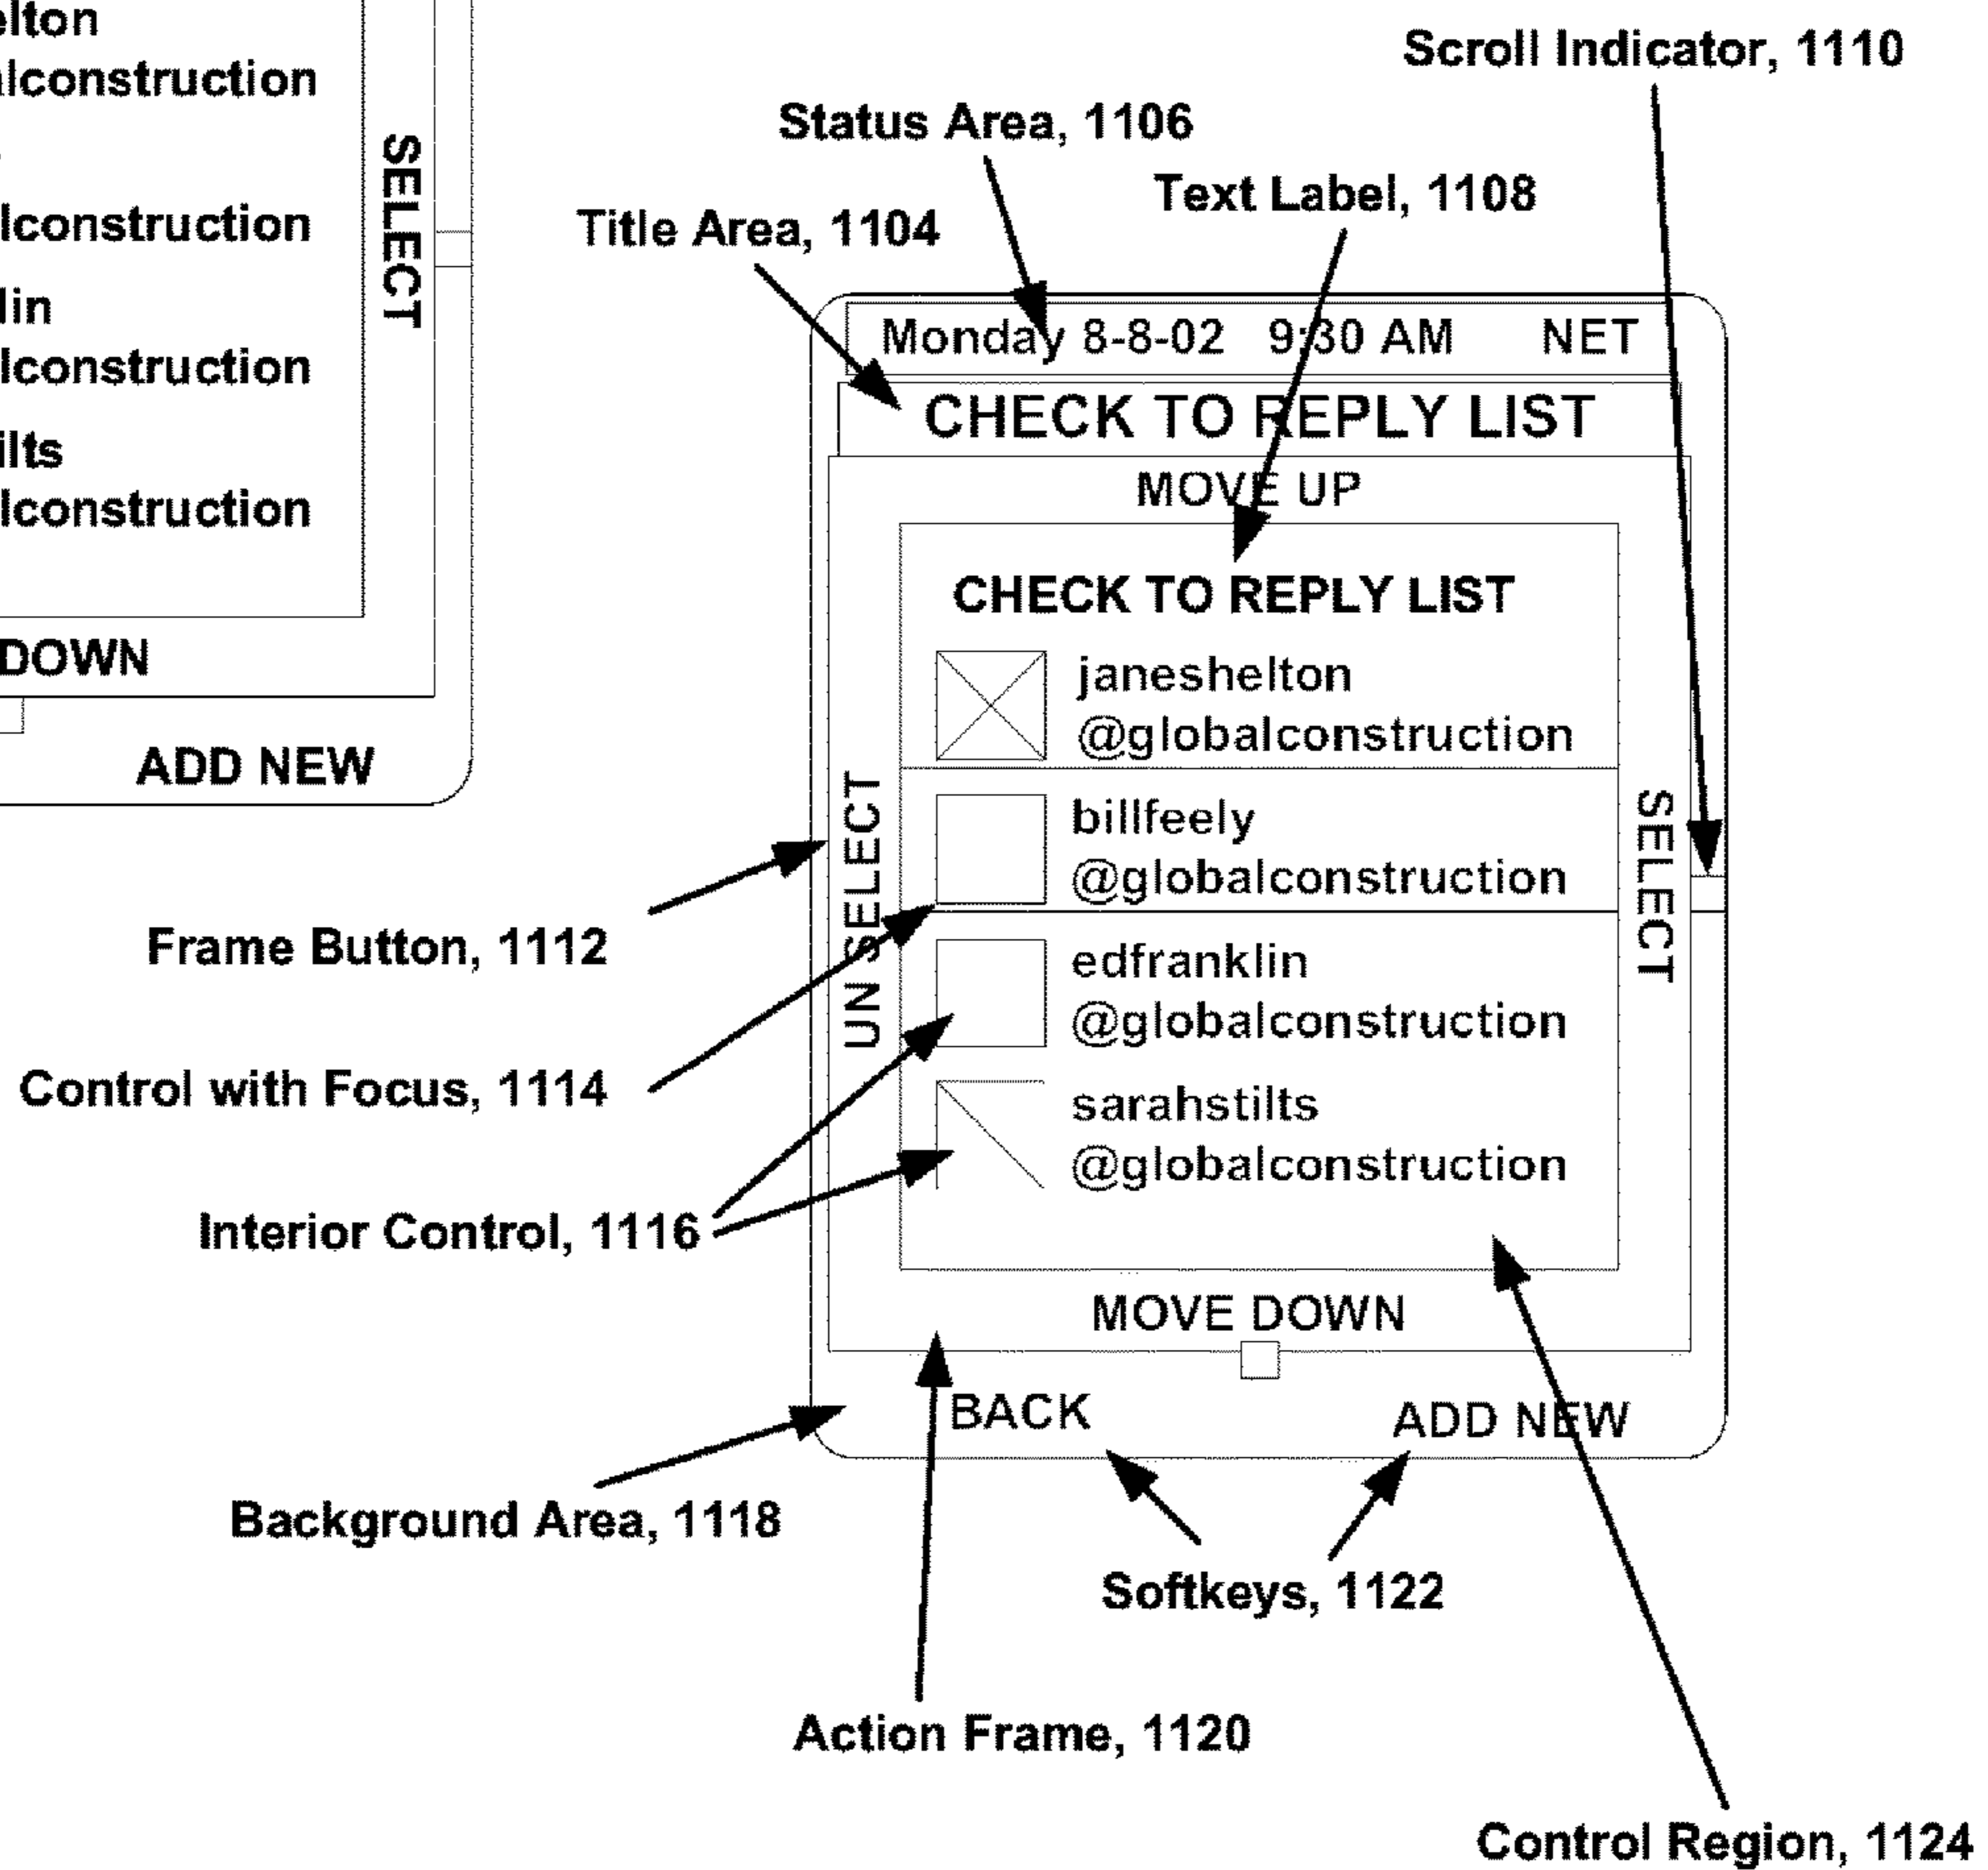 elton
alconstruction
lconstruction
lin
lconstruction
ilts
lconstruction
SELECT
DOWN
ADD NEW
Scroll Indicator, 1110
Status Area, 1106
Text Label, 1108
Title Area, 1104
Monday 8-8-02 9:30 AM NET
CHECK TO REPLY LIST
MOVE UP
CHECK TO REPLY LIST
janeshelton
@globalconstruction
billfeely
@globalconstruction
edfranklin
@globalconstruction
sarahstilts
@globalconstruction
UN SELECT
SELECT
MOVE DOWN
BACK
ADD NEW
Frame Button, 1112
Control with Focus, 1114
Interior Control, 1116
Background Area, 1118
Softkeys, 1122
Action Frame, 1120
Control Region, 1124